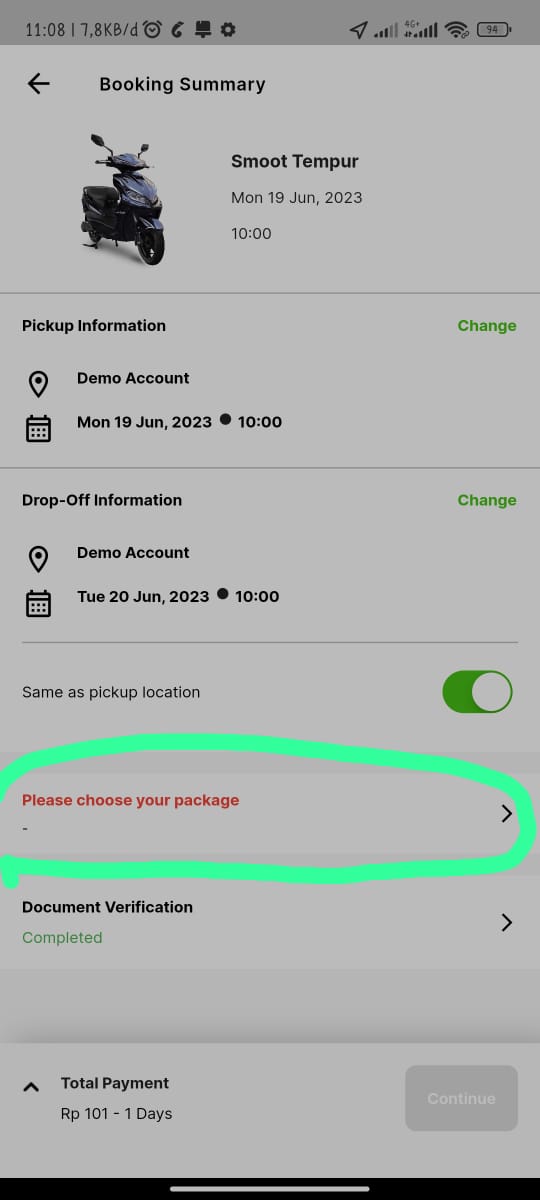 11:08 | 7,8KB/d
4G+
94
Booking Summary
Smoot Tempur
Mon 19 Jun, 2023
10:00
Pickup Information
Change
Demo Account
Mon 19 Jun, 2023 ● 10:00
Drop-Off Information
Change
Demo Account
Tue 20 Jun, 2023 ● 10:00
Same as pickup location
Please choose your package
-
Document Verification
Completed
Total Payment
Rp 101 - 1 Days
Continue